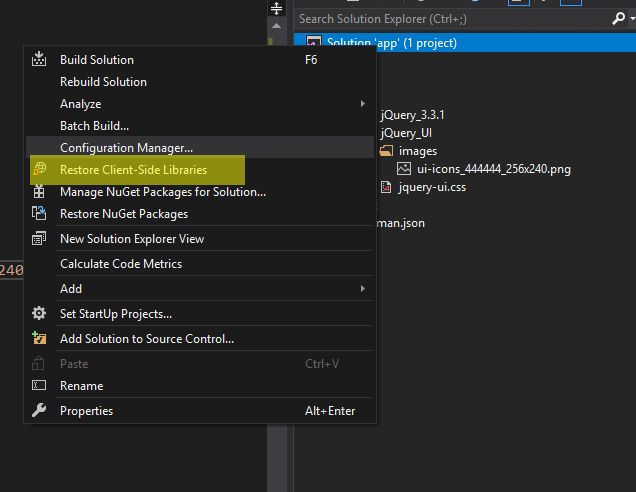 Search Solution Explorer (Ctrl+;)
Solution 'app' (1 project)
Build Solution F6
Rebuild Solution
Analyze
Batch Build...
Configuration Manager...
Restore Client-Side Libraries
Manage NuGet Packages for Solution...
Restore NuGet Packages
New Solution Explorer View
Calculate Code Metrics
Add
Set StartUp Projects...
Add Solution to Source Control...
Paste Ctrl+V
Rename
Properties Alt+Enter
jQuery_3.3.1
jQuery_UI
images
ui-icons_444444_256x240.png
jquery-ui.css
man.json
240